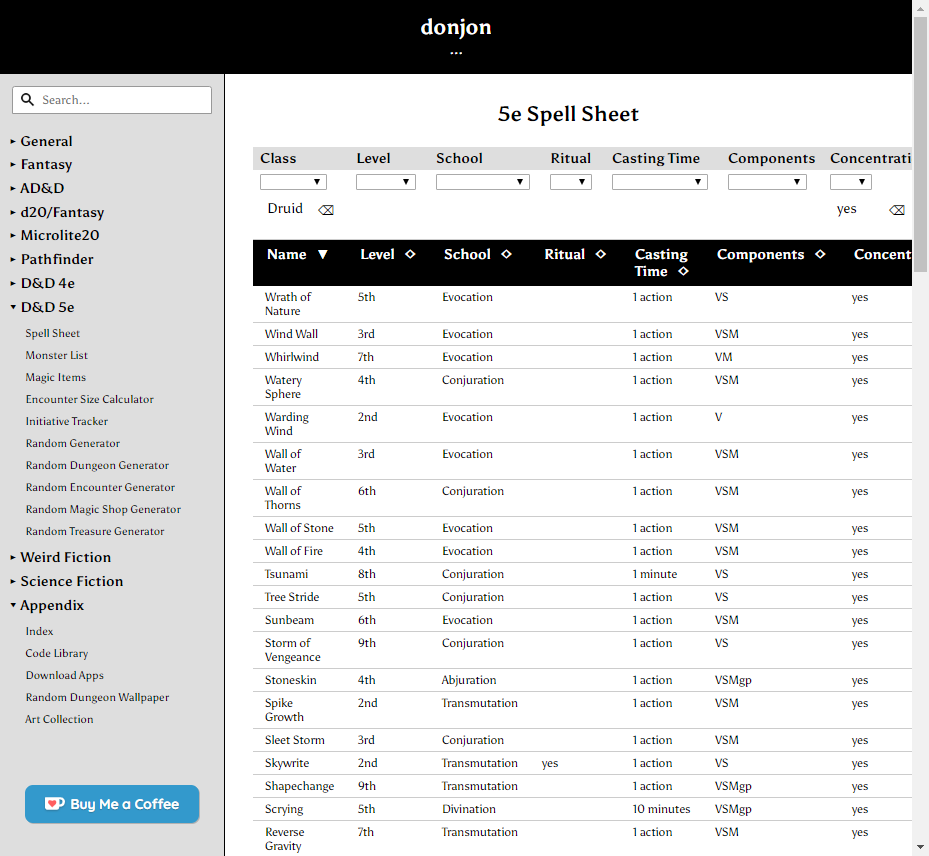 donjon
...
Search...
General
Fantasy
AD&D
d20/Fantasy
Microlite20
Pathfinder
D&D 4e
D&D 5e
Spell Sheet
Monster List
Magic Items
Encounter Size Calculator
Initiative Tracker
Random Generator
Random Dungeon Generator
Random Encounter Generator
Random Magic Shop Generator
Random Treasure Generator
Weird Fiction
Science Fiction
Appendix
Index
Code Library
Download Apps
Random Dungeon Wallpaper
Art Collection
Buy Me a Coffee
5e Spell Sheet
Class Level School Ritual Casting Time Components Concentrati
Druid yes
Name Level School Ritual Casting Time Components Concent
Wrath of Nature 5th Evocation 1 action VS yes
Wind Wall 3rd Evocation 1 action VSM yes
Whirlwind 7th Evocation 1 action VM yes
Watery Sphere 4th Conjuration 1 action VSM yes
Warding Wind 2nd Evocation 1 action V yes
Wall of Water 3rd Evocation 1 action VSM yes
Wall of Thorns 6th Conjuration 1 action VSM yes
Wall of Stone 5th Evocation 1 action VSM yes
Wall of Fire 4th Evocation 1 action VSM yes
Tsunami 8th Conjuration 1 minute VS yes
Tree Stride 5th Conjuration 1 action VS yes
Sunbeam 6th Evocation 1 action VSM yes
Storm of Vengeance 9th Conjuration 1 action VS yes
Stoneskin 4th Abjuration 1 action VSMgp yes
Spike Growth 2nd Transmutation 1 action VSM yes
Sleet Storm 3rd Conjuration 1 action VSM yes
Skywrite 2nd Transmutation yes 1 action VS yes
Shapechange 9th Transmutation 1 action VSMgp yes
Scrying 5th Divination 10 minutes VSMgp yes
Reverse Gravity 7th Transmutation 1 action VSM yes